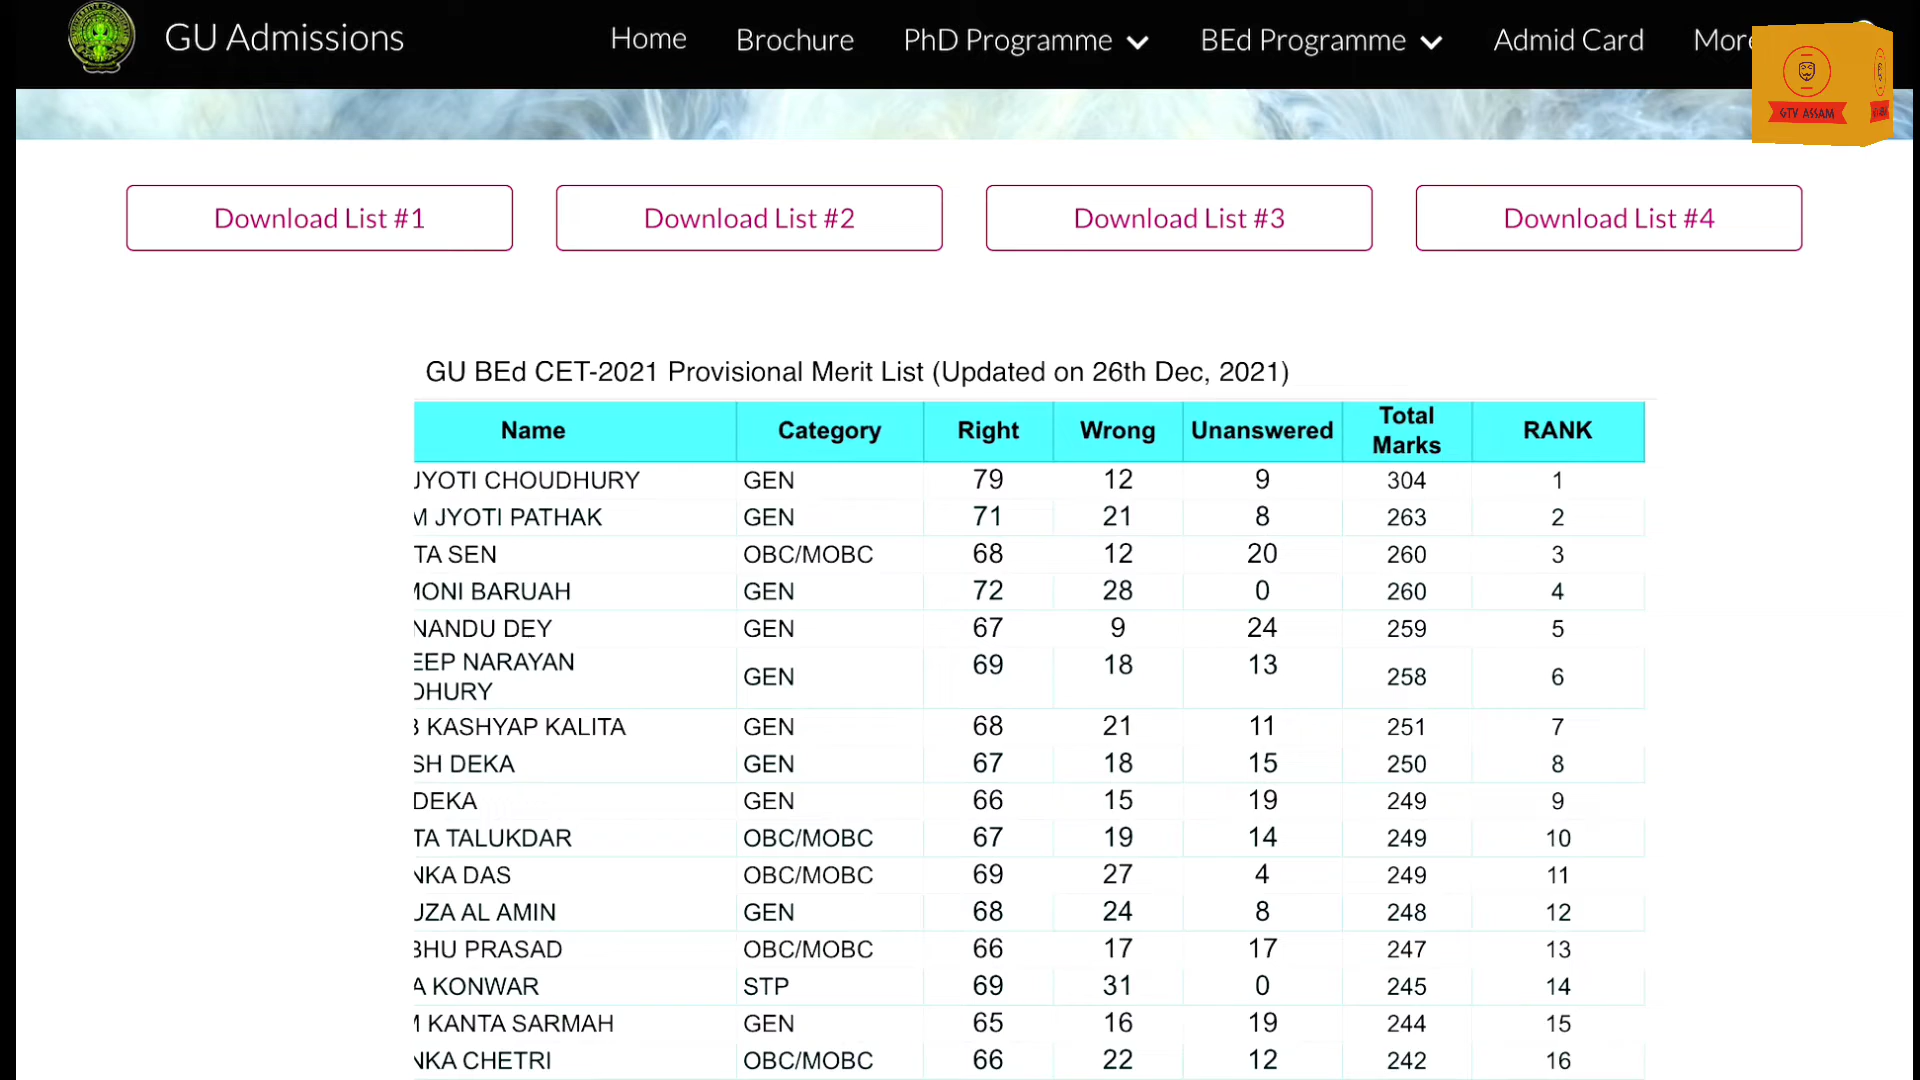 GU Admissions Home Brochure PhD Programme BEd Programme Admid Card More
GTV ASSAM
Download List #1 Download List #2 Download List #3 Download List #4
GU BEd CET-2021 Provisional Merit List (Updated on 26th Dec, 2021)
Name Category Right Wrong Unanswered Total Marks RANK
JYOTI CHOUDHURY GEN 79 12 9 304 1
M JYOTI PATHAK GEN 71 21 8 263 2
TA SEN OBC/MOBC 68 12 20 260 3
MONI BARUAH GEN 72 28 0 260 4
NANDU DEY GEN 67 9 24 259 5
EEP NARAYAN
DHURY GEN 69 18 13 258 6
B KASHYAP KALITA GEN 68 21 11 251 7
SH DEKA GEN 67 18 15 250 8
DEKA GEN 66 15 19 249 9
TA TALUKDAR OBC/MOBC 67 19 14 249 10
NKA DAS OBC/MOBC 69 27 4 249 11
UZA AL AMIN GEN 68 24 8 248 12
BHU PRASAD OBC/MOBC 66 17 17 247 13
A KONWAR STP 69 31 0 245 14
M KANTA SARMAH GEN 65 16 19 244 15
NKA CHETRI OBC/MOBC 66 22 12 242 16